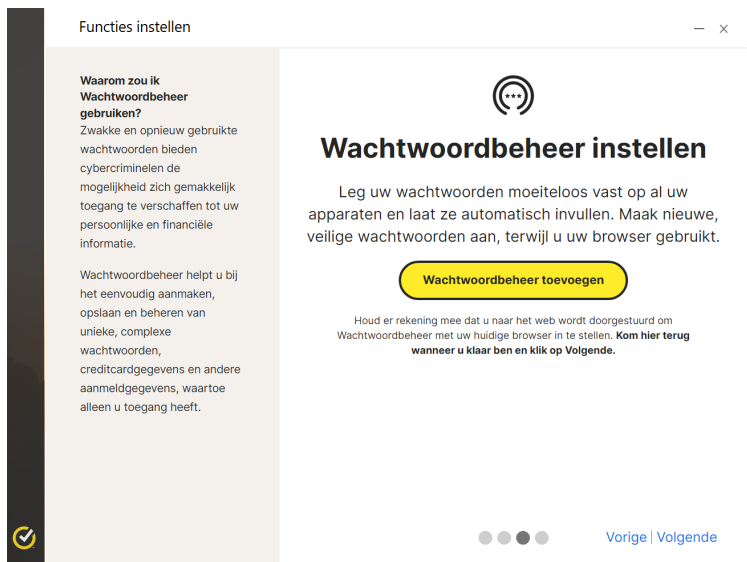 Functies instellen
Waarom zou ik
Wachtwoordbeheer
gebruiken?
Zwakke en opnieuw gebruikte
wachtwoorden bieden
cybercriminelen de
mogelijkheid zich gemakkelijk
toegang te verschaffen tot uw
persoonlijke en financiële
informatie.
Wachtwoordbeheer helpt u bij
het eenvoudig aanmaken,
opslaan en beheren van
unieke, complexe
wachtwoorden,
creditcardgegevens en andere
aanmeldgegevens, waartoe
alleen u toegang heeft.
Wachtwoordbeheer instellen
Leg uw wachtwoorden moeiteloos vast op al uw
apparaten en laat ze automatisch invullen. Maak nieuwe,
veilige wachtwoorden aan, terwijl u uw browser gebruikt.
Wachtwoordbeheer toevoegen
Houd er rekening mee dat u naar het web wordt doorgestuurd om
Wachtwoordbeheer met uw huidige browser in te stellen. Kom hier terug
wanneer u klaar ben en klik op Volgende.
Vorige | Volgende